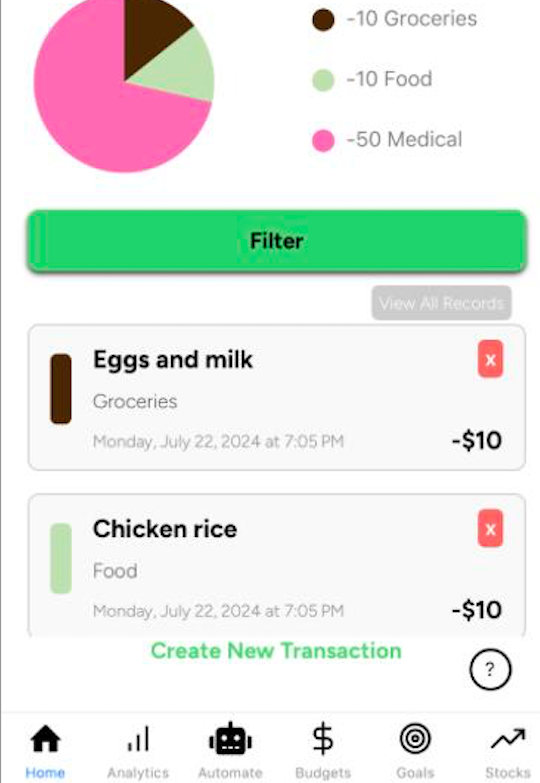 -10 Groceries
-10 Food
-50 Medical
Filter
View All Records
Eggs and milk
x
Groceries
Monday, July 22, 2024 at 7:05 PM
-$10
Chicken rice
x
Food
Monday, July 22, 2024 at 7:05 PM
-$10
Create New Transaction
?
Home Analytics Automate Budgets Goals Stocks